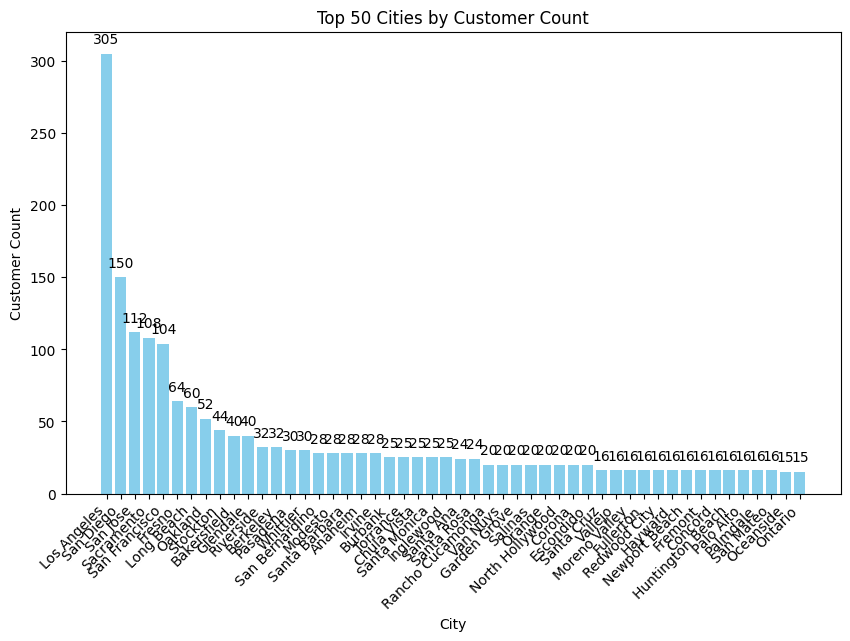 Top 50 Cities by Customer Count
Customer Count
300
250
200
150
100
50
0
305
150
112
108
104
64
60
52
44
40
40
32
32
30
30
28
28
28
28
28
25
25
25
25
25
24
24
20
20
20
20
20
20
20
20
16
16
16
16
16
16
16
16
16
16
16
16
16
15
15
Los Angeles
San Diego
San Jose
Sacramento
San Francisco
Fresno
Long Beach
Oakland
Stockton
Bakersfield
Glendale
Riverside
Berkeley
Pasadena
Whittier
San Bernardino
Modesto
Santa Barbara
Anaheim
Irvine
Burbank
Torrance
Chula Vista
Santa Monica
Inglewood
Santa Ana
Santa Rosa
Rancho Cucamonga
Van Nuys
Garden Grove
Salinas
Orange
North Hollywood
Corona
Escondido
Santa Cruz
Vallejo
Moreno Valley
Fullerton
Redwood City
Hayward
Newport Beach
Fremont
Concord
Huntington Beach
Palo Alto
Palmdale
San Mateo
Oceanside
Ontario
City